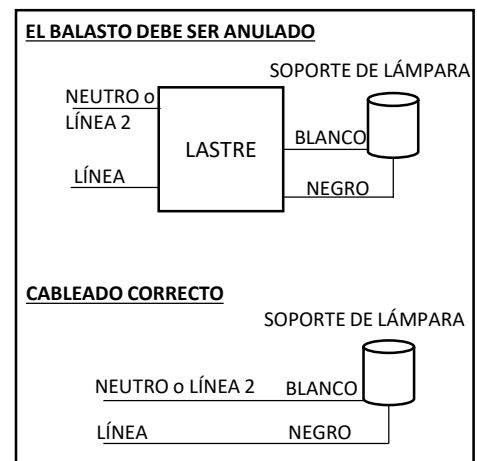 EL BALASTO DEBE SER ANULADO
SOPORTE DE LÁMPARA
NEUTRO o
LÍNEA 2
LASTRE
BLANCO
LÍNEA
NEGRO
CABLEADO CORRECTO
SOPORTE DE LÁMPARA
NEUTRO o LÍNEA 2 BLANCO
LÍNEA NEGRO